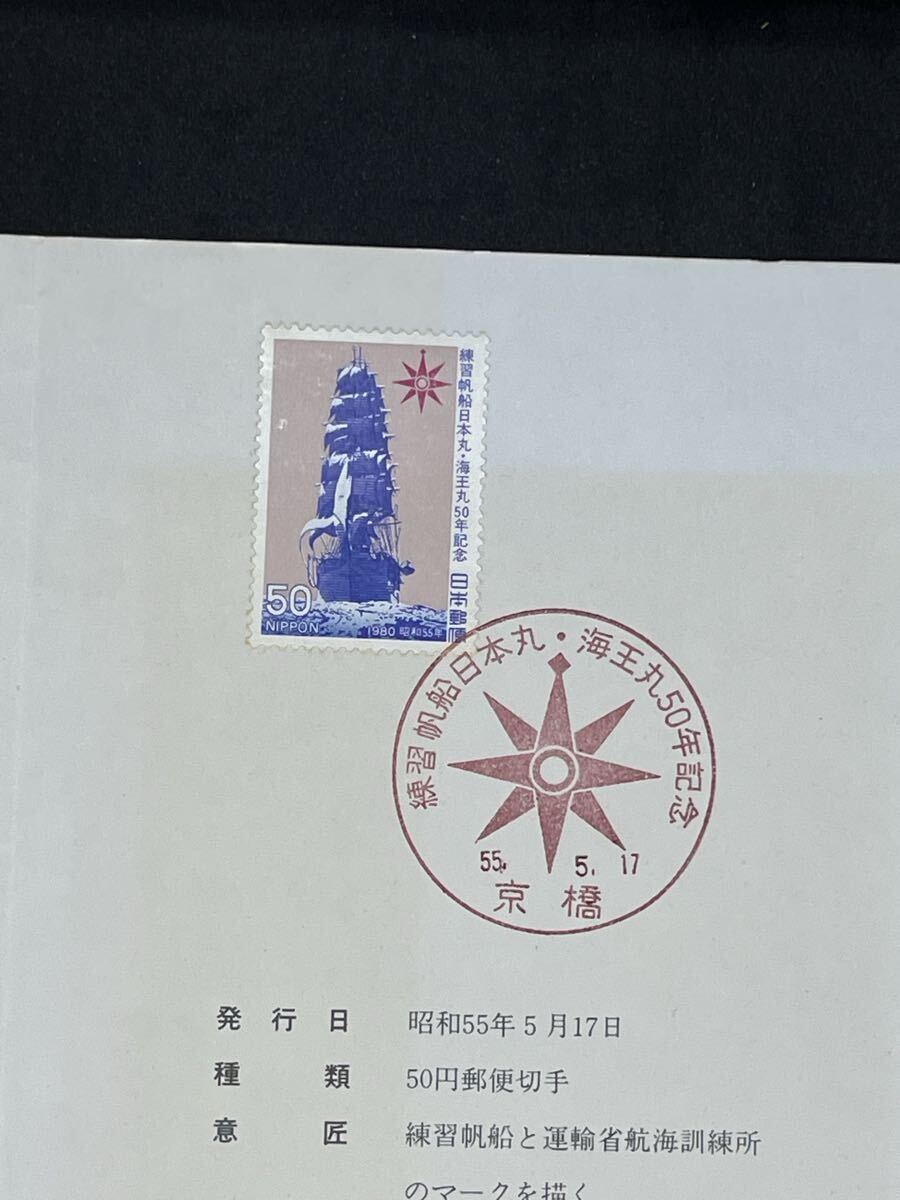 練習帆船日本丸・海王丸50年記念
日本郵便
50
NIPPON
1980 昭和55年
練習帆船日本丸・海王丸50年記念
55. 5. 17
京橋
発行日 昭和55年5月17日
種類 50円郵便切手
意匠 練習帆船と運輸省航海訓練所
のマークを描く